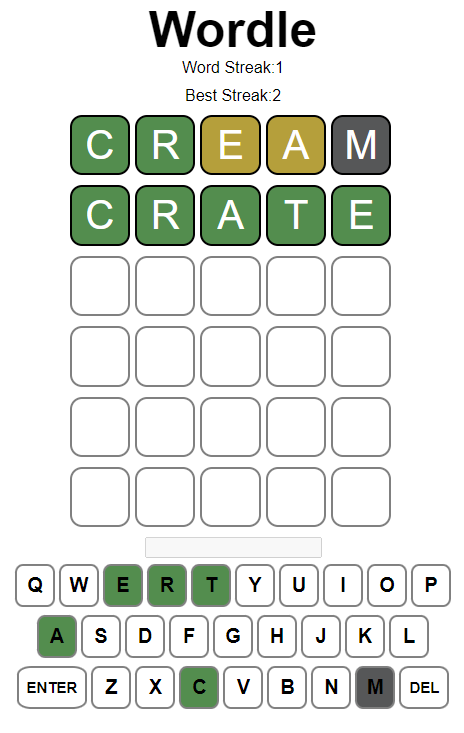 Wordle
Word Streak:1
Best Streak:2
C R E A M
C R A T E
Q W E R T Y U I O P
A S D F G H J K L
ENTER Z X C V B N M DEL